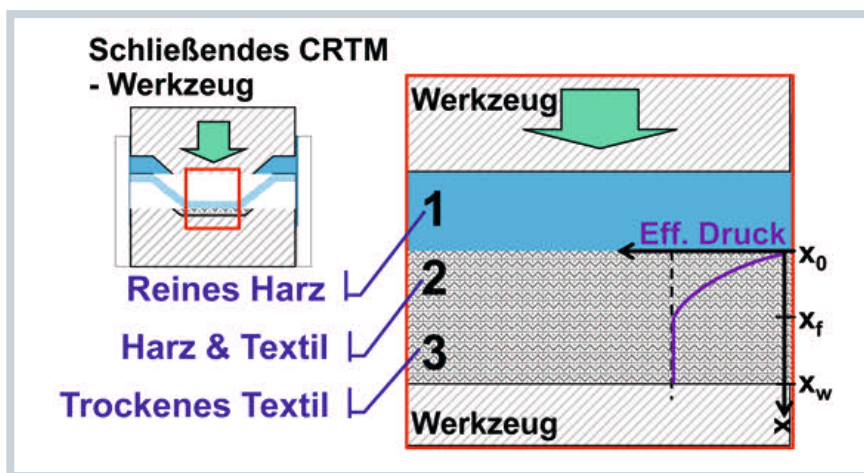 Schließendes CRTM
- Werkzeug
Werkzeug
1
Eff. Druck
x0
Reines Harz
2
xf
Harz & Textil
3
xw
Trockenes Textil
Werkzeug
x